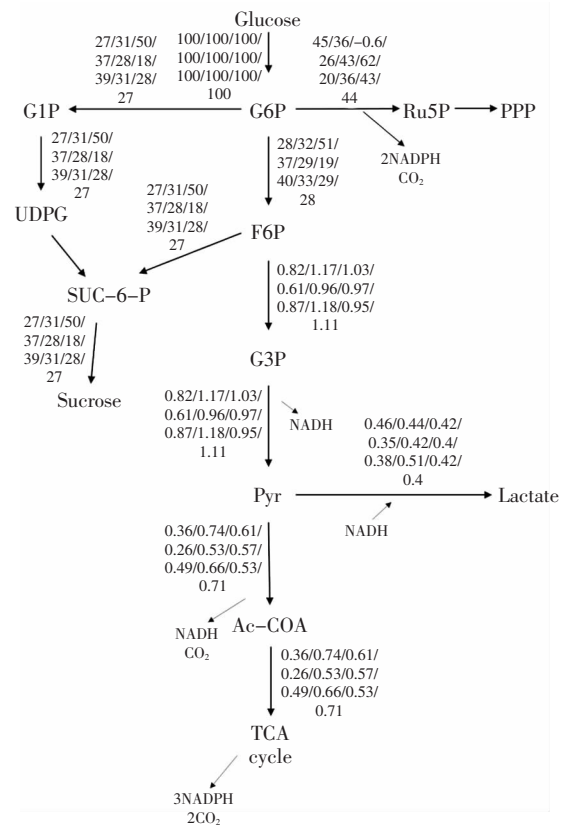 Glucose
27/31/50/
37/28/18/
39/31/28/
27
100/100/100/
100/100/100/
100/100/100/
100
45/36/–0.6/
26/43/62/
20/36/43/
44
G1P
G6P
Ru5P
PPP
2NADPH
CO₂
27/31/50/
37/28/18/
39/31/28/
27
28/32/51/
37/29/19/
40/33/29/
28
UDPG
27/31/50/
37/28/18/
39/31/28/
27
F6P
SUC–6–P
0.82/1.17/1.03/
0.61/0.96/0.97/
0.87/1.18/0.95/
1.11
27/31/50/
37/28/18/
39/31/28/
27
G3P
Sucrose
0.82/1.17/1.03/
0.61/0.96/0.97/
0.87/1.18/0.95/
1.11
NADH
0.46/0.44/0.42/
0.35/0.42/0.4/
0.38/0.51/0.42/
0.4
Pyr
Lactate
NADH
0.36/0.74/0.61/
0.26/0.53/0.57/
0.49/0.66/0.53/
0.71
NADH
CO₂
Ac–COA
0.36/0.74/0.61/
0.26/0.53/0.57/
0.49/0.66/0.53/
0.71
TCA
cycle
3NADPH
2CO₂